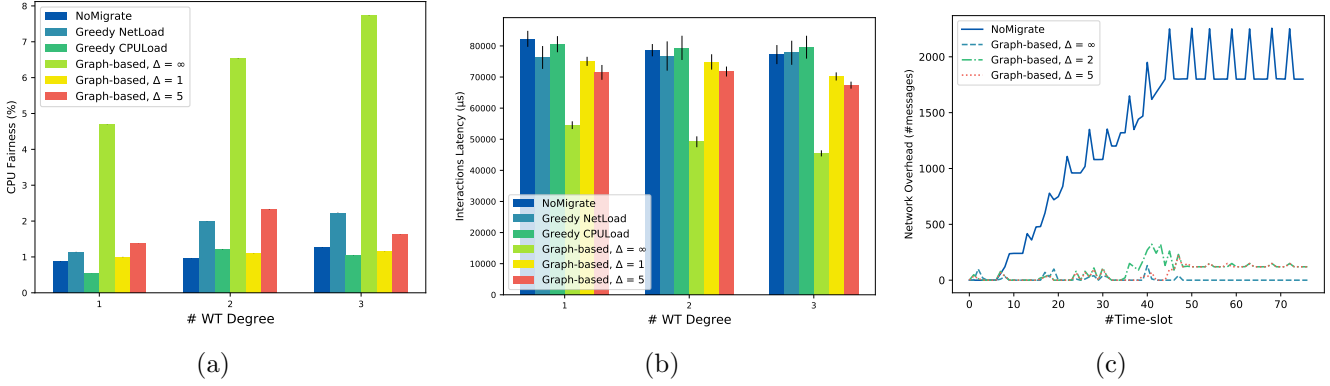 8
7
6
5
4
3
2
1
0
CPU Fairness (%)
NoMigrate
Greedy NetLoad
Greedy CPULoad
Graph-based, Δ = ∞
Graph-based, Δ = 1
Graph-based, Δ = 5
1 2 3
# WT Degree
(a)
80000
70000
60000
50000
40000
30000
20000
10000
0
Interactions Latency (μs)
NoMigrate
Greedy NetLoad
Greedy CPULoad
Graph-based, Δ = ∞
Graph-based, Δ = 1
Graph-based, Δ = 5
1 2 3
# WT Degree
(b)
2000
1500
1000
500
0
Network Overhead (#messages)
NoMigrate
Graph-based, Δ = ∞
Graph-based, Δ = 2
Graph-based, Δ = 5
0 10 20 30 40 50 60 70
#Time-slot
(c)